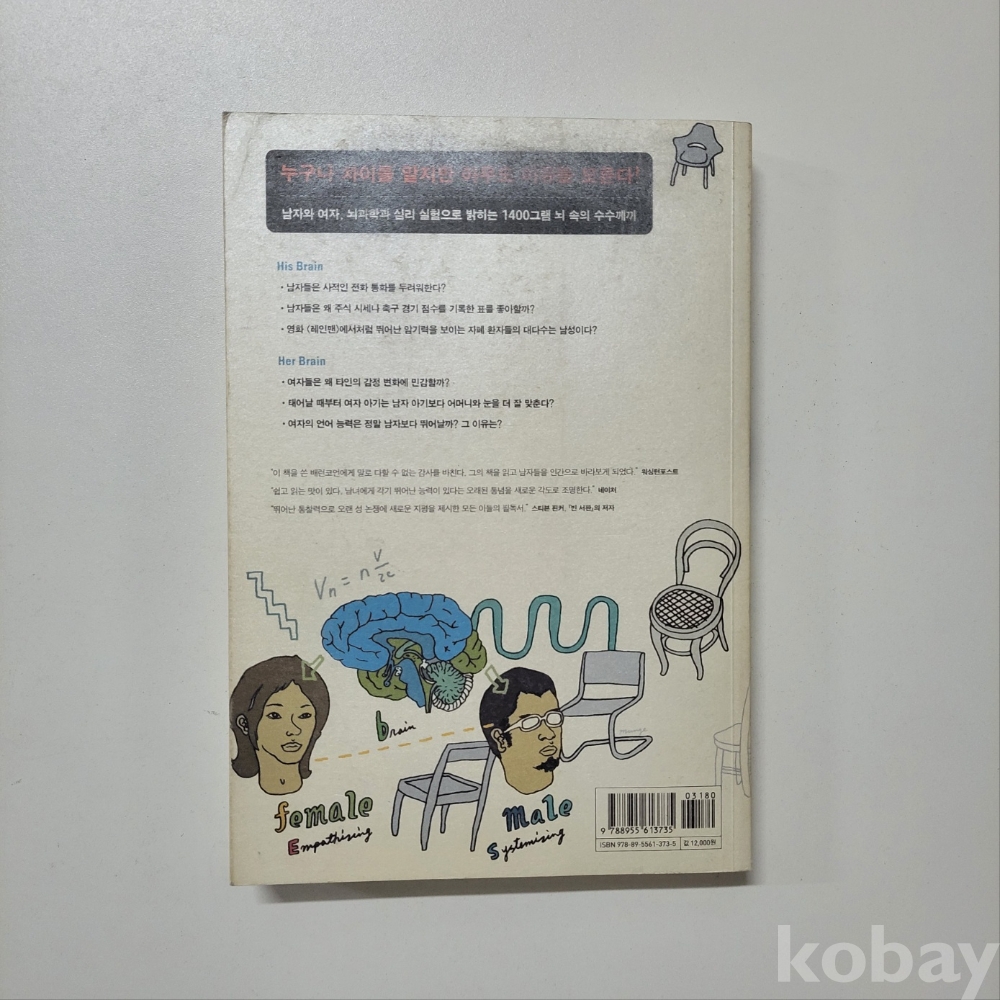 누구나 차이를 말하지만
남자와 여자, 뇌과학과 심리 실험으로 밝히는 1400그램 뇌 속의 수수께끼
His Brain
• 남자들은 사적인 전화 통화를 두려워한다?
• 남자들은 왜 주식 시세나 축구 경기 점수를 기록한 표를 좋아할까?
• 영화 〈레인맨〉에서처럼 뛰어난 암기력을 보이는 자폐 환자들의 대다수는 남성이다?
Her Brain
• 여자들은 왜 타인의 감정 변화에 민감할까?
• 태어날 때부터 여자 아기는 남자 아기보다 어머니와 눈을 더 잘 맞춘다?
• 여자의 언어 능력은 정말 남자보다 뛰어날까? 그 이유는?
"이 책을 쓴 배런코언에게 말로 다할 수 없는 감사를 바친다. 그의 책을 읽고 남자들을 인간으로 바라보게 되었다." 워싱턴포스트
"쉽고 읽는 맛이 있다. 남녀에게 각기 뛰어난 능력이 있다는 오래된 통념을 새로운 각도로 조명한다." 네이처
"뛰어난 통찰력으로 오랜 성 논쟁에 새로운 지평을 제시한 모든 이들의 필독서." 스티븐 핀커, 『빈 서판』의 저자
Vn = n v/2c
brain
female
Empathising
male
Systemising
03180
9 788955 613735
ISBN 978-89-5561-373-5
값 12,000원
kobay